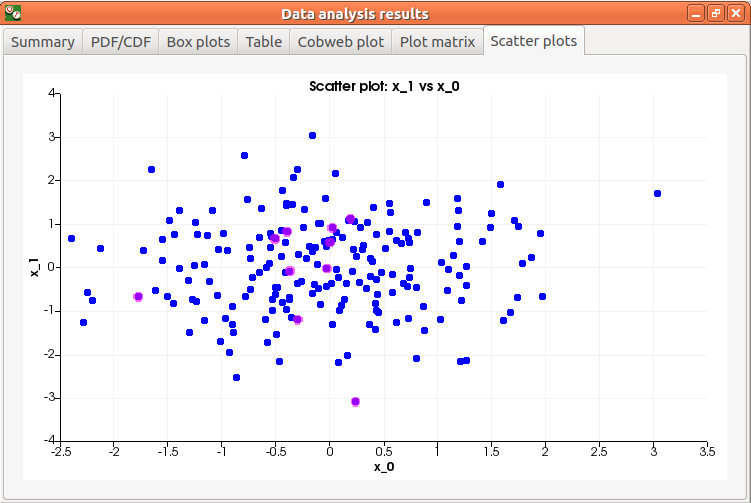 Data analysis results
Summary PDF/CDF Box plots Table Cobweb plot Plot matrix Scatter plots
Scatter plot: x_1 vs x_0
4
3
2
1
0
-1
-2
-3
-4
x_1
-2.5 -2 -1.5 -1 -0.5 0 0.5 1 1.5 2 2.5 3 3.5
x_0